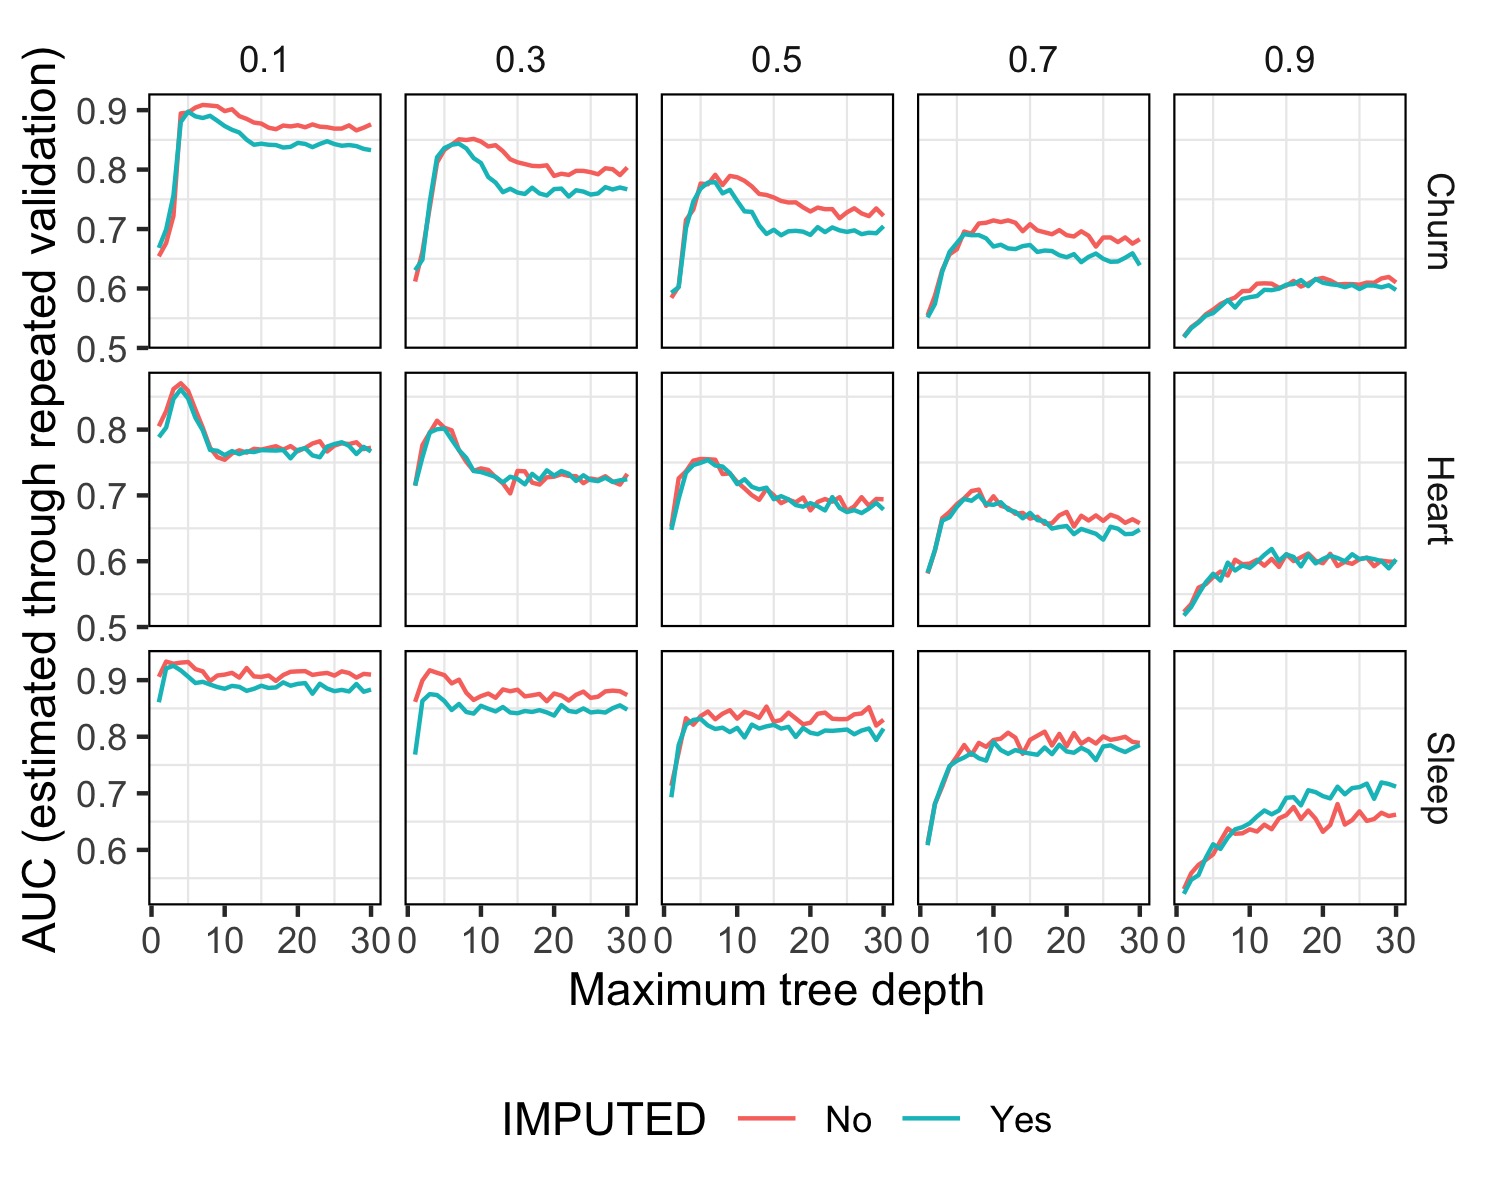 0.1 0.3 0.5 0.7 0.9
AUC (estimated through repeated validation)
0.9
0.8
0.7
0.6
0.5
Churn
0.8
0.7
0.6
0.5
Heart
0.9
0.8
0.7
0.6
Sleep
0 10 20 30 0 10 20 30 0 10 20 30 0 10 20 30 0 10 20 30
Maximum tree depth
IMPUTED No Yes